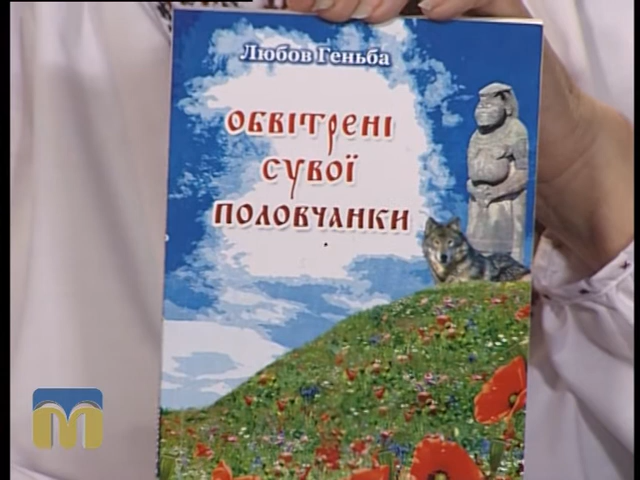 Любов Геньба
ОБВІТРЕНІ
СУВОЇ
ПОЛОВЧАНКИ
М